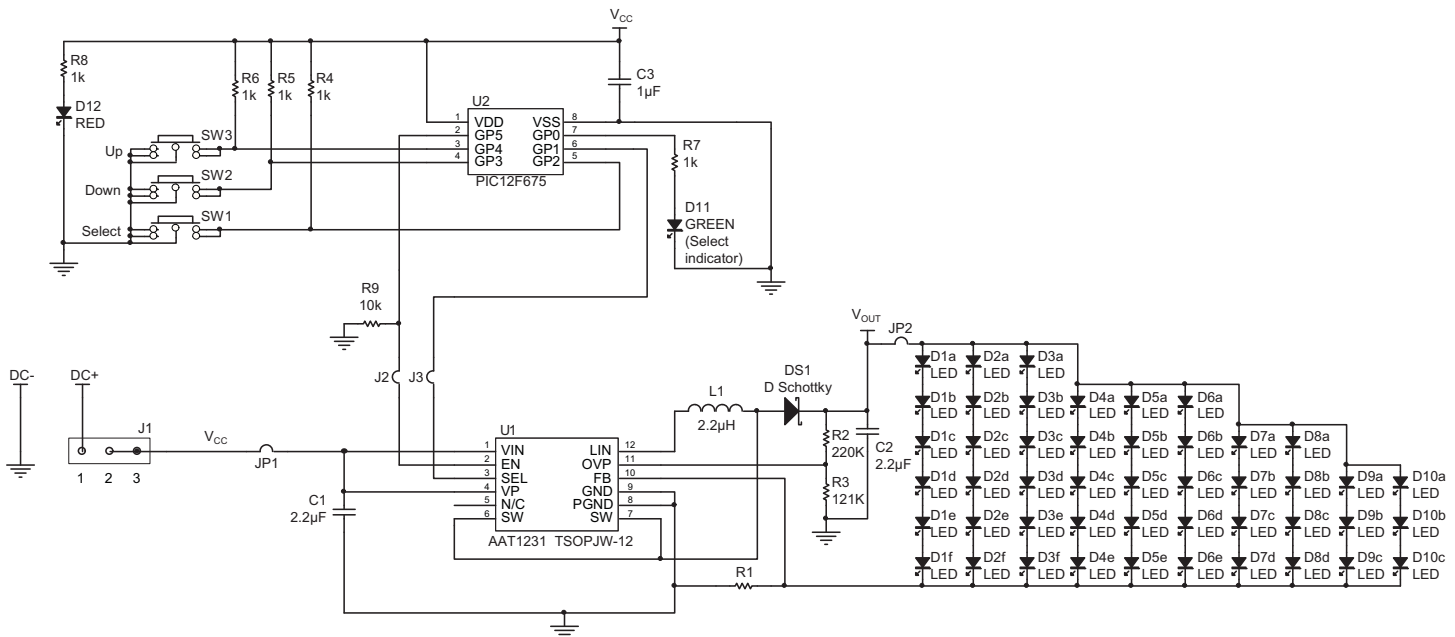 VCC
R8
1k
R6
1k
R5
1k
R4
1k
C3
1µF
D12
RED
U2
1 VDD VSS 8
2 GP5 GP0 7
3 GP4 GP1 6
4 GP3 GP2 5
PIC12F675
SW3
Up
SW2
Down
SW1
Select
R7
1k
D11
GREEN
(Select
indicator)
R9
10k
VOUT
JP2
DC-
DC+
J1
1 2 3
VCC
JP1
J2
J3
C1
2.2µF
U1
1 VIN LIN 12
2 EN OVP 11
3 SEL FB 10
4 VP GND 9
5 N/C PGND 8
6 SW SW 7
AAT1231 TSOPJW-12
L1
2.2µH
DS1
D Schottky
R2
220K
R3
121K
C2
2.2µF
R1
D1a D2a D3a
LED LED LED
D1b D2b D3b D4a D5a D6a
LED LED LED LED LED LED
D1c D2c D3c D4b D5b D6b D7a D8a
LED LED LED LED LED LED LED LED
D1d D2d D3d D4c D5c D6c D7b D8b D9a D10a
LED LED LED LED LED LED LED LED LED LED
D1e D2e D3e D4d D5d D6d D7c D8c D9b D10b
LED LED LED LED LED LED LED LED LED LED
D1f D2f D3f D4e D5e D6e D7d D8d D9c D10c
LED LED LED LED LED LED LED LED LED LED